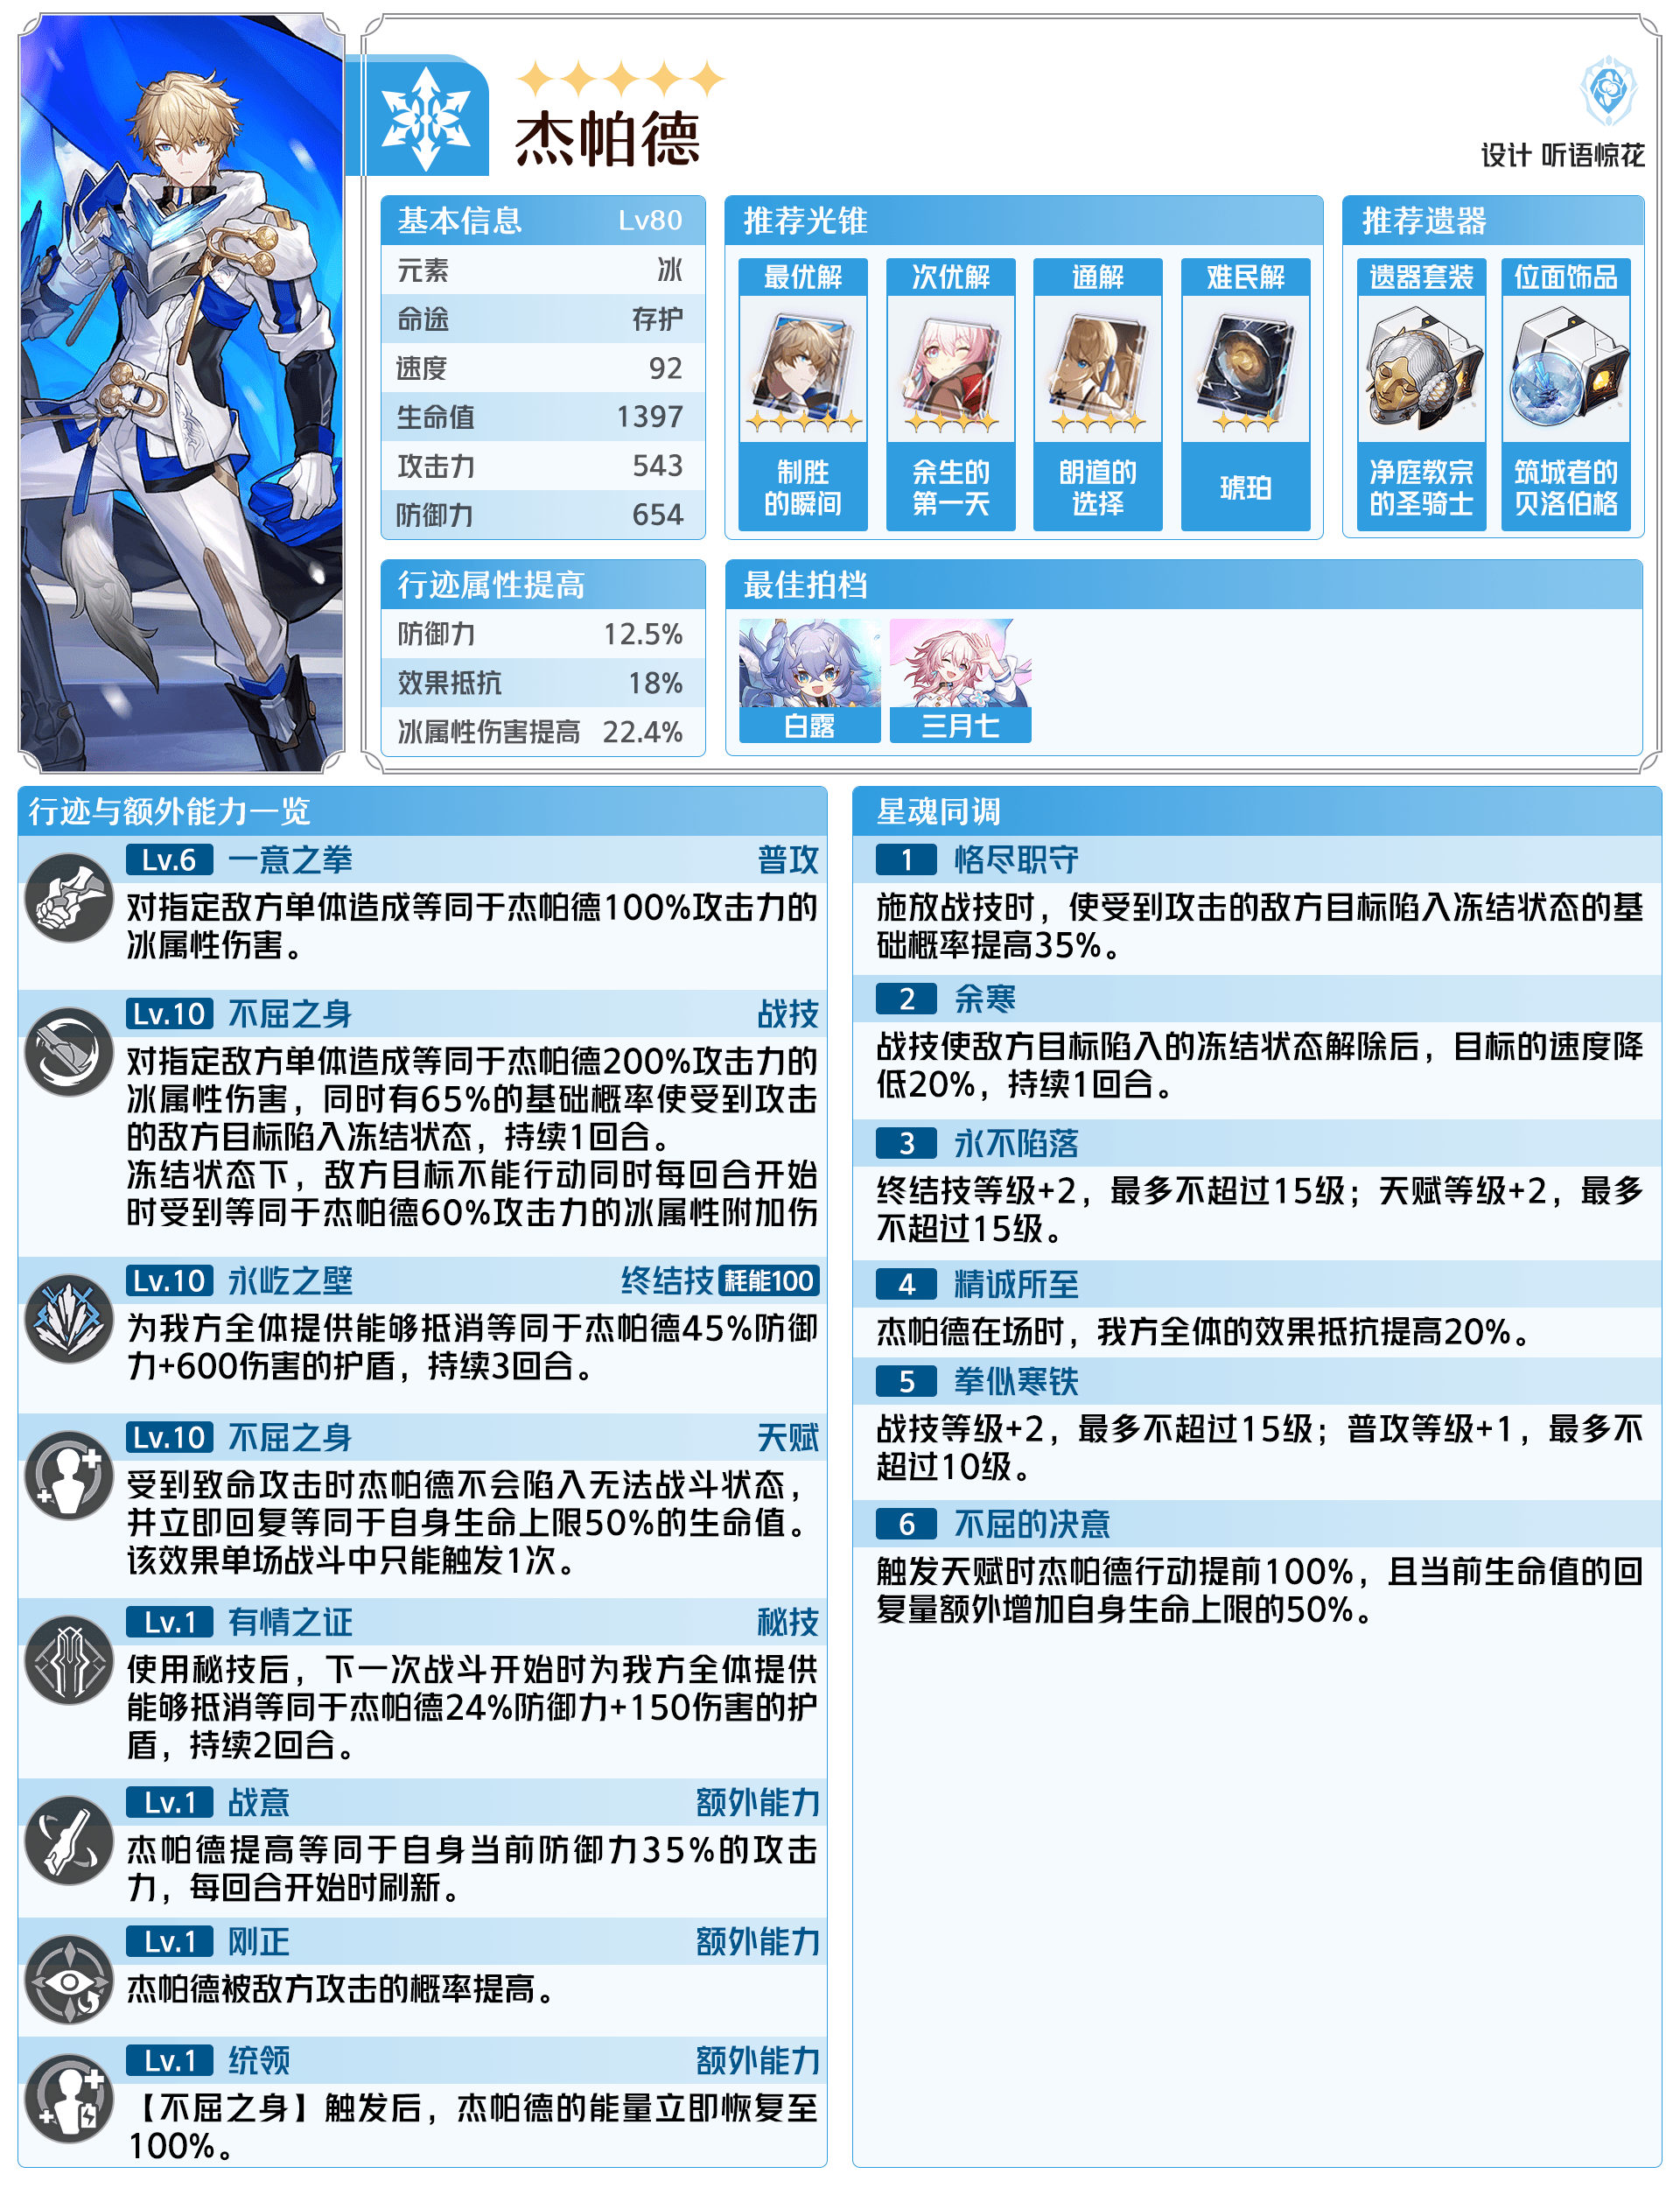 杰帕德
设计 听语惊花
基本信息 Lv80
元素 冰
命途 存护
速度 92
生命值 1397
攻击力 543
防御力 654
推荐光锥
最优解 次优解 通解 难民解
制胜 余生的 朗道的 琥珀
的瞬间 第一天 选择
推荐遗器
遗器套装 位面饰品
净庭教宗 筑城者的
的圣骑士 贝洛伯格
行迹属性提高
防御力 12.5%
效果抵抗 18%
冰属性伤害提高 22.4%
最佳拍档
白露 三月七
行迹与额外能力一览
Lv.6 一意之拳 普攻
对指定敌方单体造成等同于杰帕德100%攻击力的
冰属性伤害。
Lv.10 不屈之身 战技
对指定敌方单体造成等同于杰帕德200%攻击力的
冰属性伤害，同时有65%的基础概率使受到攻击
的敌方目标陷入冻结状态，持续1回合。
冻结状态下，敌方目标不能行动同时每回合开始
时受到等同于杰帕德60%攻击力的冰属性附加伤
Lv.10 永屹之壁 终结技 耗能100
为我方全体提供能够抵消等同于杰帕德45%防御
力+600伤害的护盾，持续3回合。
Lv.10 不屈之身 天赋
受到致命攻击时杰帕德不会陷入无法战斗状态，
并立即回复等同于自身生命上限50%的生命值。
该效果单场战斗中只能触发1次。
Lv.1 有情之证 秘技
使用秘技后，下一次战斗开始时为我方全体提供
能够抵消等同于杰帕德24%防御力+150伤害的护
盾，持续2回合。
Lv.1 战意 额外能力
杰帕德提高等同于自身当前防御力35%的攻击
力，每回合开始时刷新。
Lv.1 刚正 额外能力
杰帕德被敌方攻击的概率提高。
Lv.1 统领 额外能力
【不屈之身】触发后，杰帕德的能量立即恢复至
100%。
星魂同调
1 恪尽职守
施放战技时，使受到攻击的敌方目标陷入冻结状态的基
础概率提高35%。
2 余寒
战技使敌方目标陷入的冻结状态解除后，目标的速度降
低20%，持续1回合。
3 永不陷落
终结技等级+2，最多不超过15级；天赋等级+2，最多
不超过15级。
4 精诚所至
杰帕德在场时，我方全体的效果抵抗提高20%。
5 拳似寒铁
战技等级+2，最多不超过15级；普攻等级+1，最多不
超过10级。
6 不屈的决意
触发天赋时杰帕德行动提前100%，且当前生命值的回
复量额外增加自身生命上限的50%。